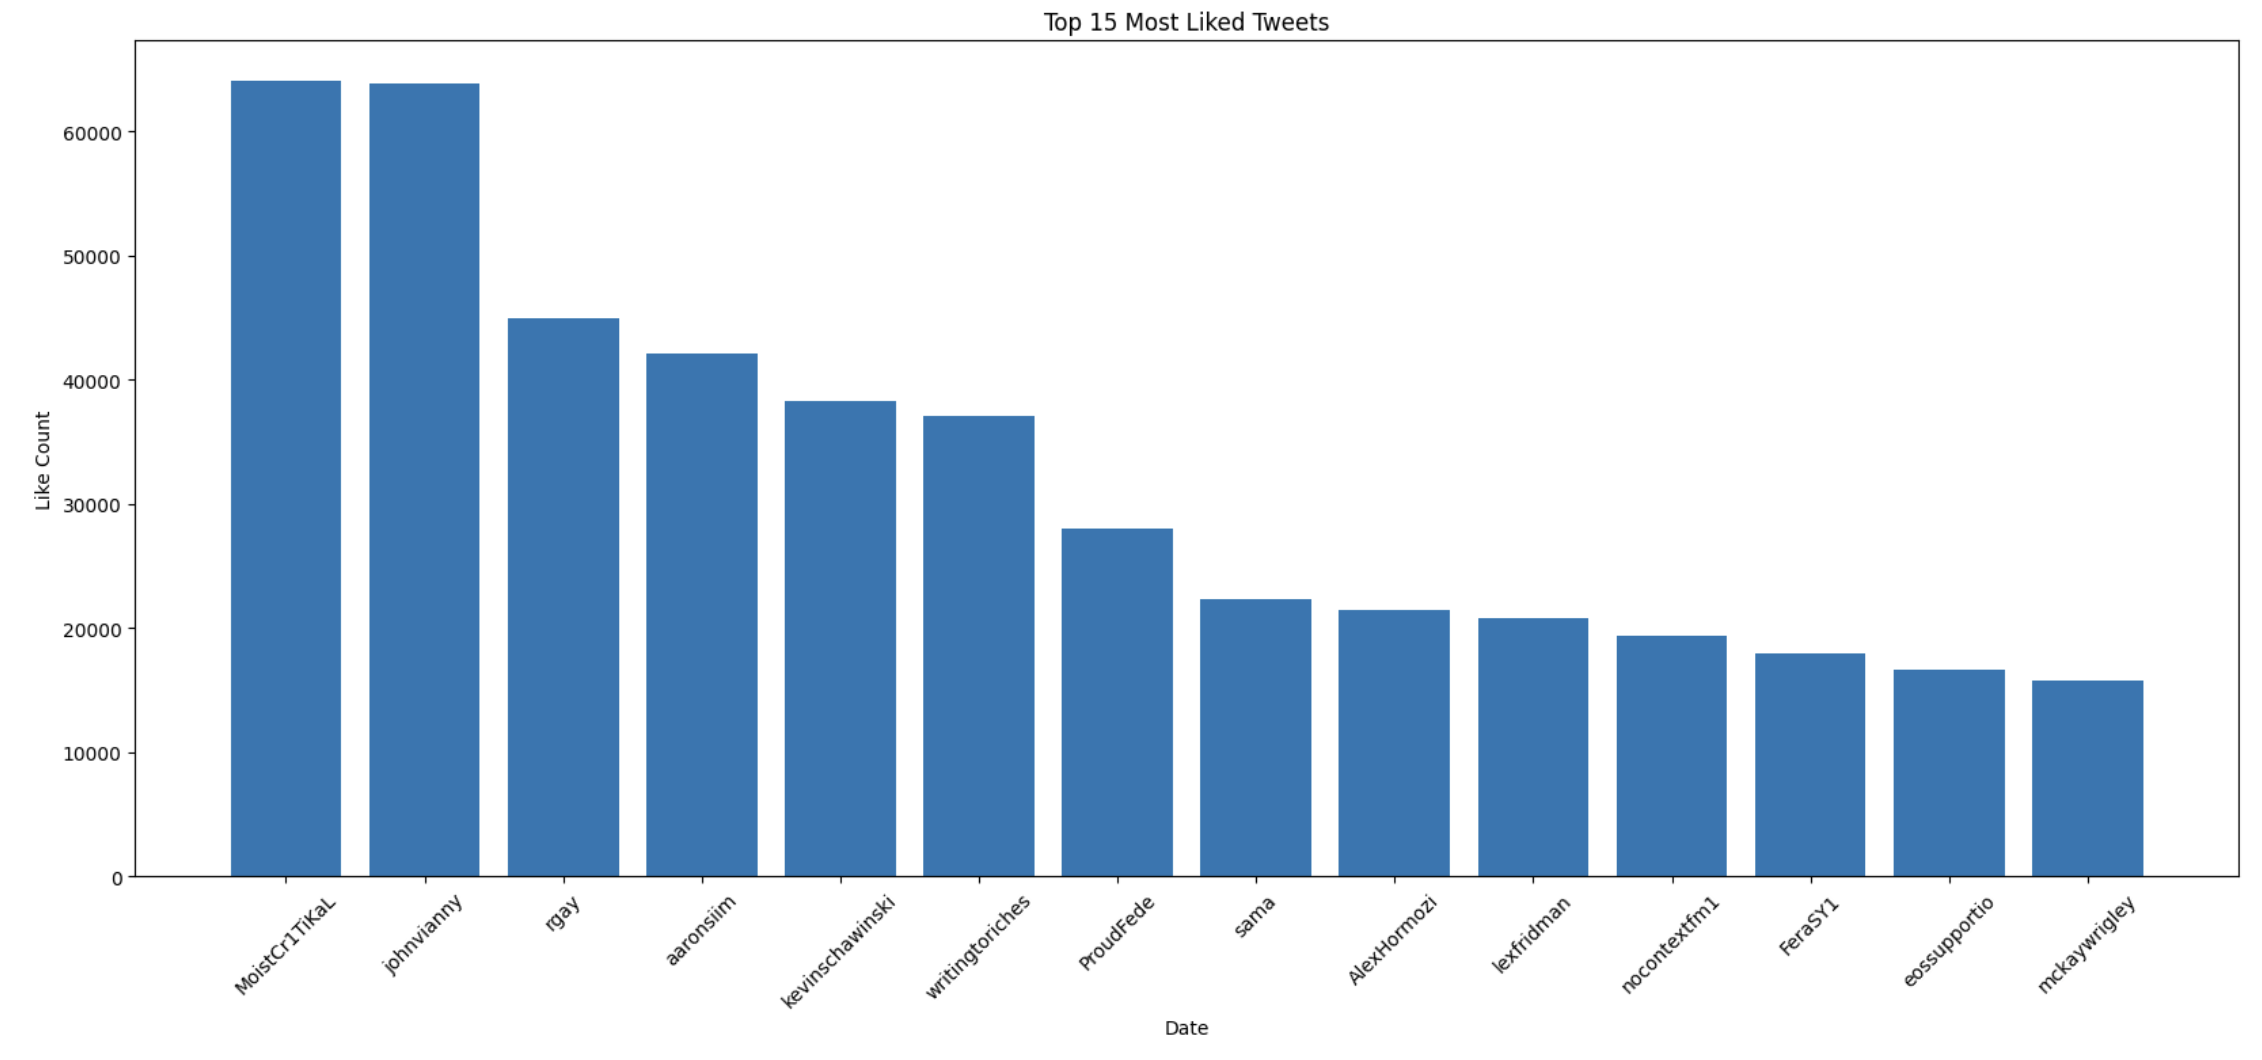 Top 15 Most Liked Tweets
Like Count
60000
50000
40000
30000
20000
10000
0
MoistCr1TiKaL
johnvianny
rgay
aaronsiim
kevinschawinski
writingtoriches
ProudFede
sama
AlexHormozi
lexfridman
nocontextfm1
FeraSY1
eossupportio
mckaywrigley
Date